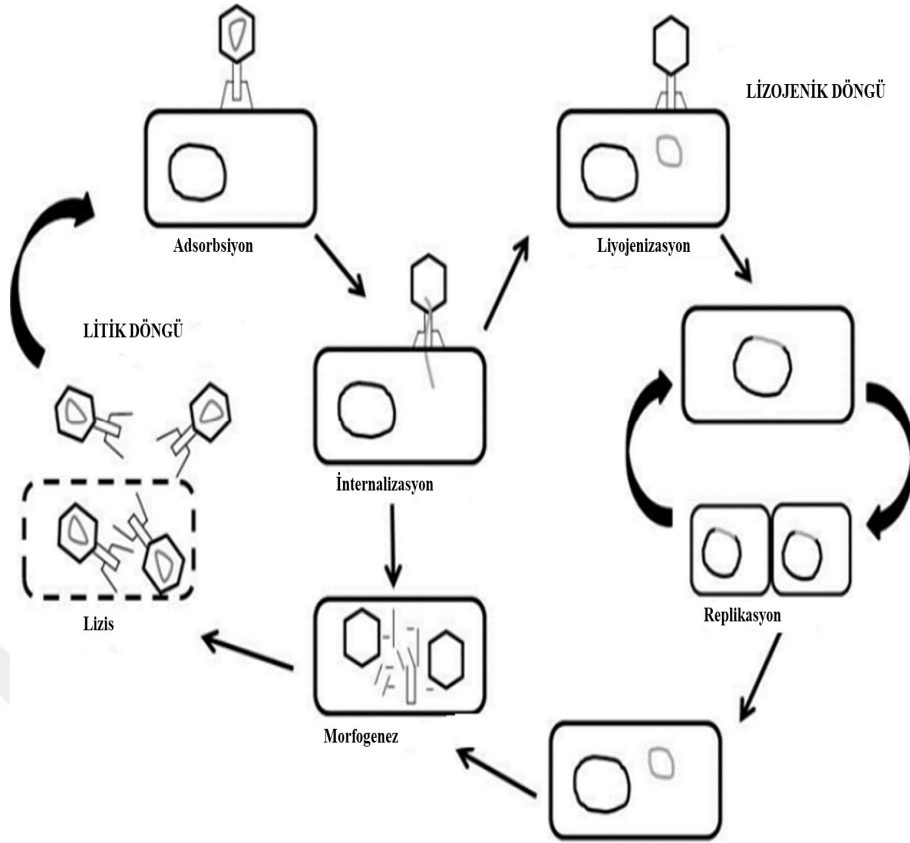 LİZOJENİK DÖNGÜ
Adsorbsiyon
Liyojenizasyon
LİTİK DÖNGÜ
İnternalizasyon
Lizis
Replikasyon
Morfogenez